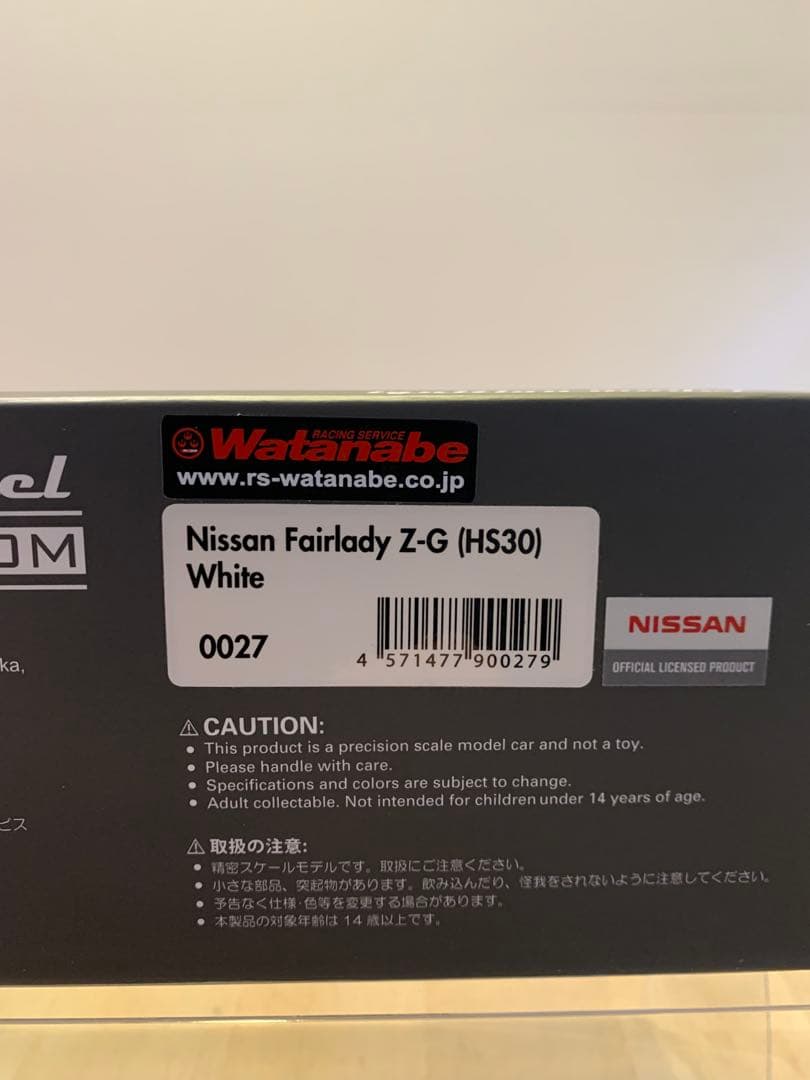 el
OM
RACING SERVICE
Watanabe
www.rs-watanabe.co.jp
Nissan Fairlady Z-G (HS30)
White
0027
4 571477 900279
NISSAN
OFFICIAL LICENSED PRODUCT
ka,
⚠ CAUTION:
● This product is a precision scale model car and not a toy.
● Please handle with care.
● Specifications and colors are subject to change.
● Adult collectable. Not intended for children under 14 years of age.
ビス
⚠ 取扱の注意:
● 精密スケールモデルです。取扱にご注意ください。
● 小さな部品、突起物があります。飲み込んだり、怪我をされないように注意してください。
● 予告なく仕様・色等を変更する場合があります。
● 本製品の対象年齢は14歳以上です。